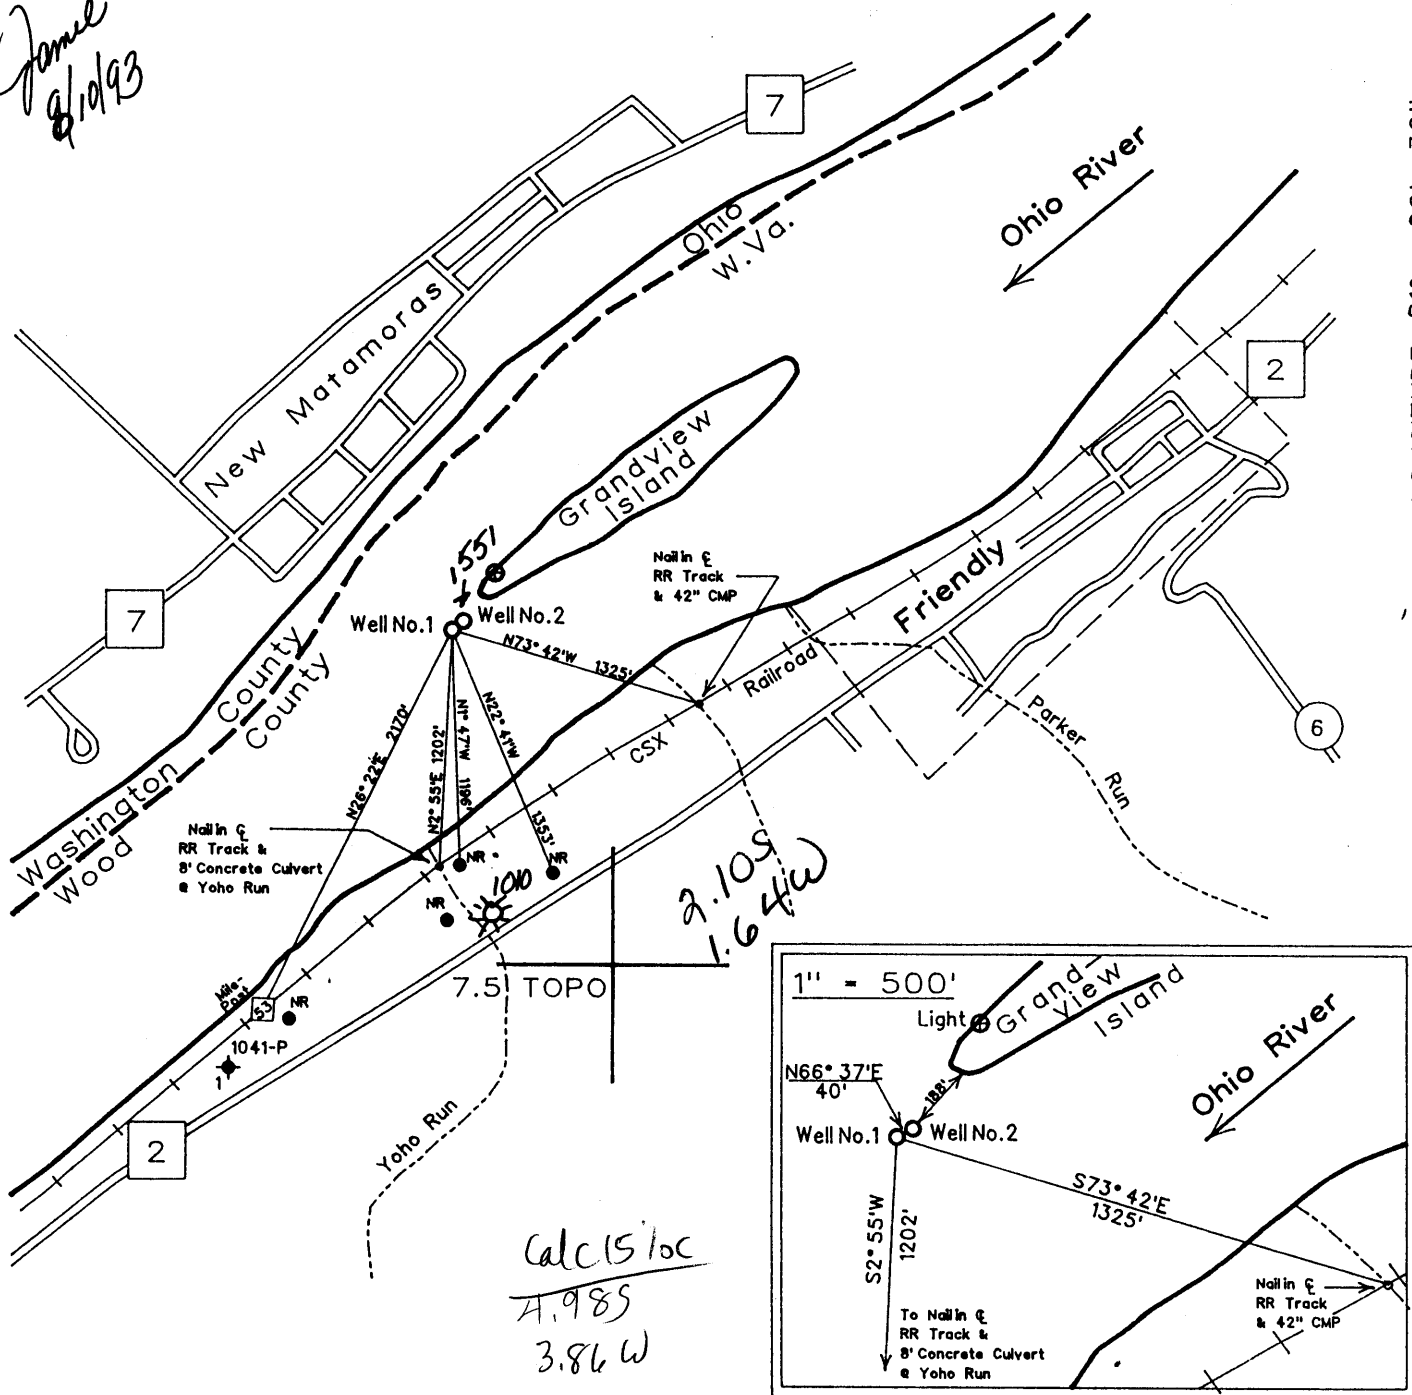 Jamil
8/10/93
7
Ohio River
Ohio
W.Va.
New Matamoras
2
Grandview
Island
1551
Nail in ℄
RR Track
& 42" CMP
Friendly
7
Well No.1
Well No.2
N73° 42'W 1325'
Railroad
CSX
County
County
Parker
Run
6
N26° 22'E 2170'
N2° 55'E 1202'
N1° 47'W 1196'
N22° 41'W
1353'
Washington
Wood
Nail in ℄
RR Track &
8' Concrete Culvert
@ Yoho Run
NR
NR
1010
NR
2.10S
1.64W
7.5 TOPO
Mile-
Post
53
NR
1041-P
1
2
Yoho Run
Calc 15' loc
4.98S
3.86 W
1" = 500'
Grand-
view
Island
Light
Ohio River
N66° 37'E
40'
188'
Well No.1
Well No.2
S73° 42'E
1325'
S2° 55'W
1202'
Nail in ℄
RR Track
& 42" CMP
To Nail in ℄
RR Track &
8' Concrete Culvert
@ Yoho Run